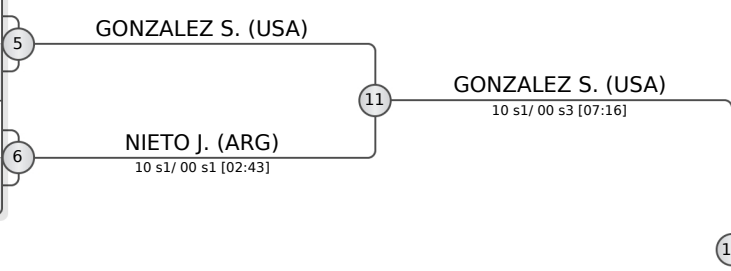 GONZALEZ S. (USA)
5
11
GONZALEZ S. (USA)
10 s1/ 00 s3 [07:16]
NIETO J. (ARG)
6
10 s1/ 00 s1 [02:43]